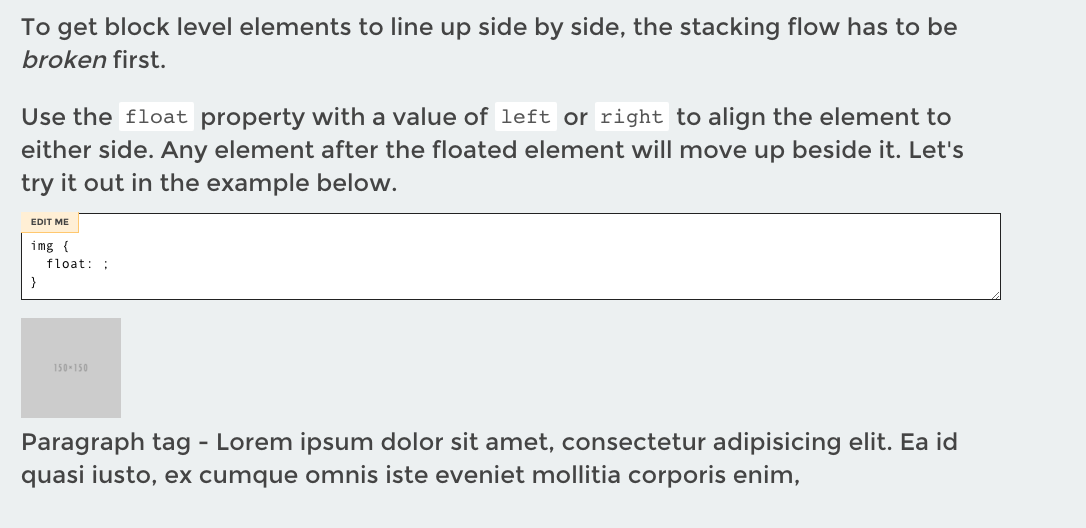 To get block level elements to line up side by side, the stacking flow has to be
broken first.
Use the float property with a value of left or right to align the element to
either side. Any element after the floated element will move up beside it. Let's
try it out in the example below.
EDIT ME
img {
  float: ;
}
150×150
Paragraph tag - Lorem ipsum dolor sit amet, consectetur adipisicing elit. Ea id
quasi iusto, ex cumque omnis iste eveniet mollitia corporis enim,